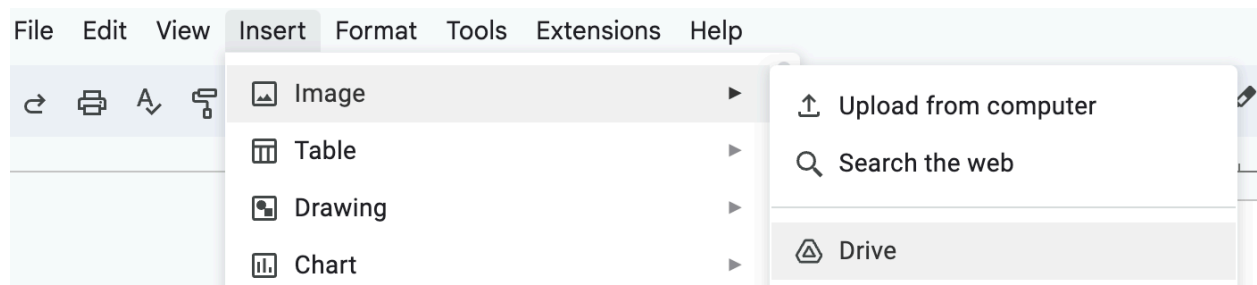 File Edit View Insert Format Tools Extensions Help
Image
Table
Drawing
Chart
Upload from computer
Search the web
Drive